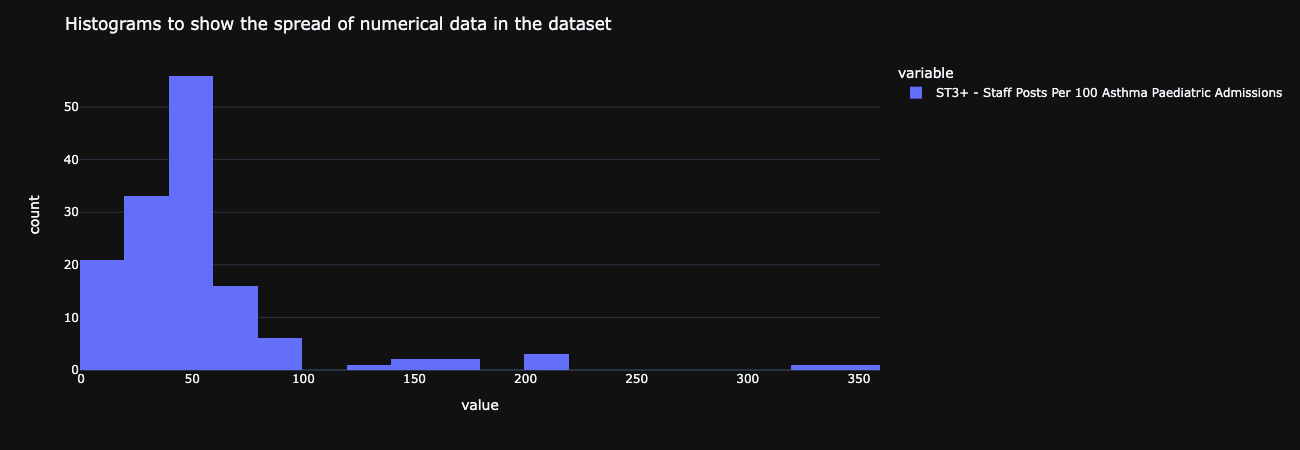 Histograms to show the spread of numerical data in the dataset
variable
ST3+ - Staff Posts Per 100 Asthma Paediatric Admissions
50
40
30
20
10
0
count
0 50 100 150 200 250 300 350
value